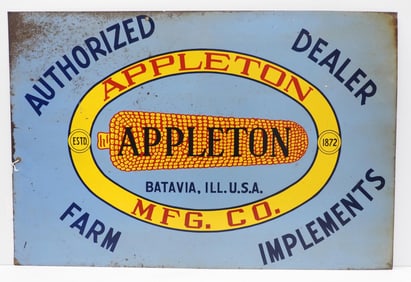 AUTHORIZED DEALER
APPLETON
ESTD. 1872
APPLETON
BATAVIA, ILL. U.S.A.
MFG. CO.
FARM IMPLEMENTS